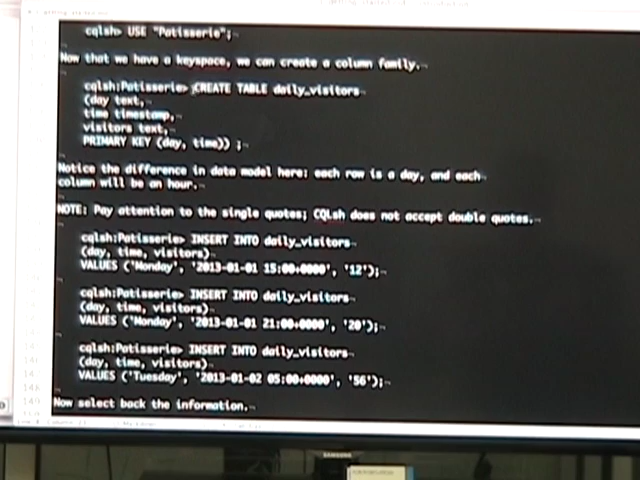 cqlsh> USE "Patisserie";
Now that we have a keyspace, we can create a column family.
cqlsh:Patisserie> CREATE TABLE daily_visitors
(day text,
time timestamp,
visitors text,
PRIMARY KEY (day, time)) ;
Notice the difference in data model here: each row is a day, and each
column will be an hour.
NOTE: Pay attention to the single quotes; CQLsh does not accept double quotes.
cqlsh:Patisserie> INSERT INTO daily_visitors
(day, time, visitors)
VALUES ('Monday', '2013-01-01 15:00+0000', '12');
cqlsh:Patisserie> INSERT INTO daily_visitors
(day, time, visitors)
VALUES ('Monday', '2013-01-01 21:00+0000', '20');
cqlsh:Patisserie> INSERT INTO daily_visitors
(day, time, visitors)
VALUES ('Tuesday', '2013-01-02 05:00+0000', '56');
Now select back the information.
SAMSUNG